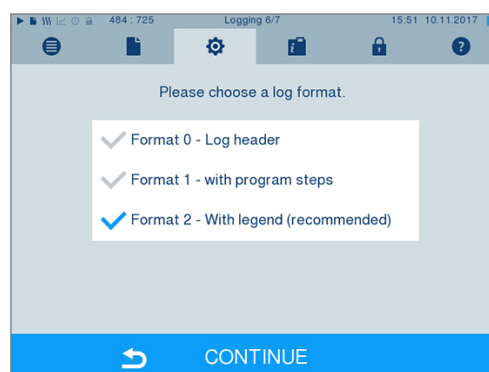 484 : 725 Logging 6/7 15:51 10.11.2017
Please choose a log format.
Format 0 - Log header
Format 1 - with program steps
Format 2 - With legend (recommended)
CONTINUE